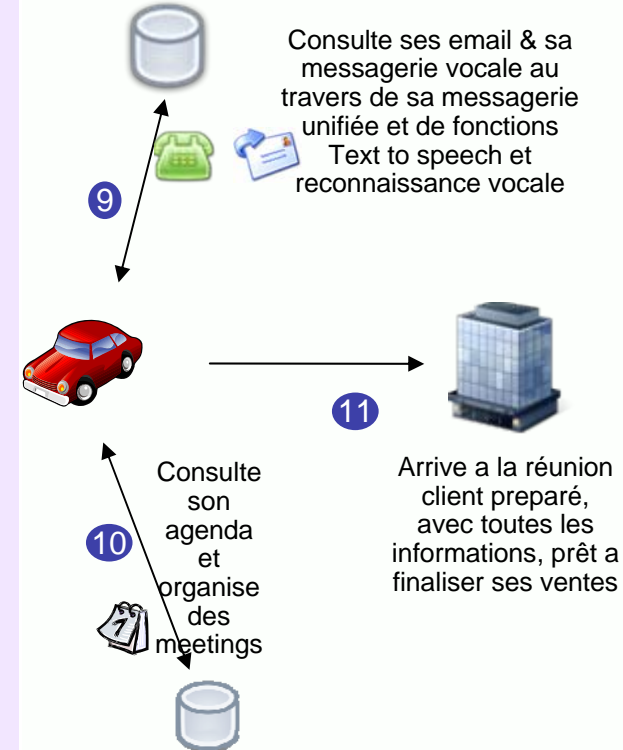 Consulte ses email & sa
messagerie vocale au
travers de sa messagerie
unifiée et de fonctions
Text to speech et
reconnaissance vocale
9
11
Consulte
son
agenda
et
organise
des
meetings
10
7
Arrive a la réunion
client preparé,
avec toutes les
informations, prêt a
finaliser ses ventes